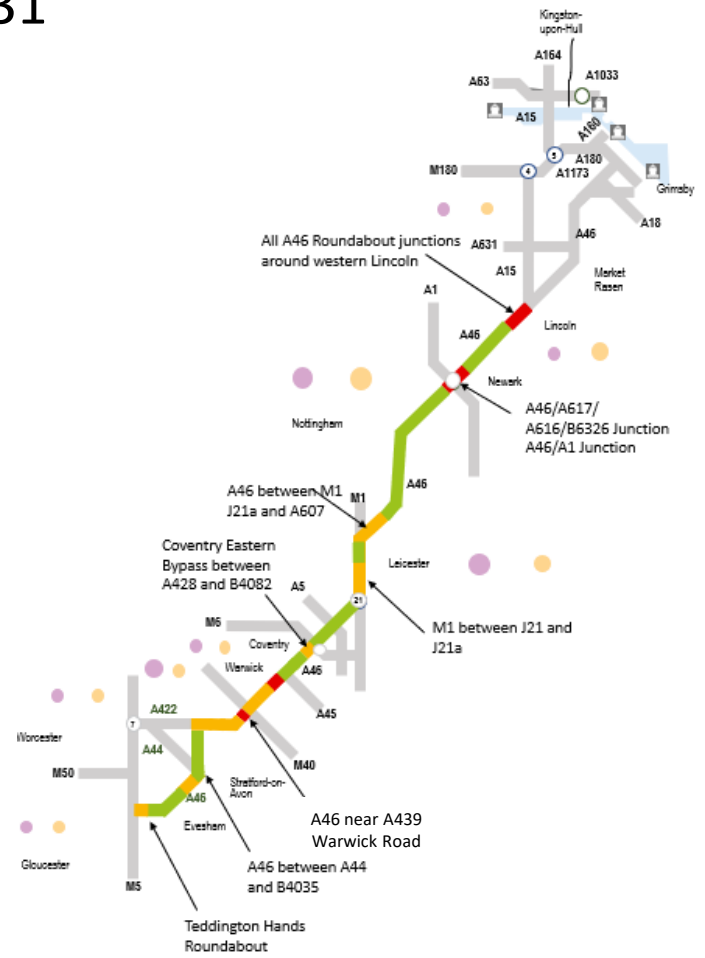 31
Kingston-
upon-Hull
A164
A63
A1033
A15
A160
5
A180
M180
4
A1173
Grimsby
A18
All A46 Roundabout junctions
around western Lincoln
A631
A46
A15
Market
Rasen
A1
A46
Lincoln
Newark
Nottingham
A46/A617/
A616/B6326 Junction
A46/A1 Junction
A46 between M1
J21a and A607
M1
A46
Coventry Eastern
Bypass between
A428 and B4082
Leicester
A5
21
M6
M1 between J21 and
J21a
Coventry
Warwick
A46
A422
A45
7
Worcester
A44
M40
M50
Stratford-on-
Avon
A46
Evesham
A46 near A439
Warwick Road
Gloucester
A46 between A44
and B4035
M5
Teddington Hands
Roundabout